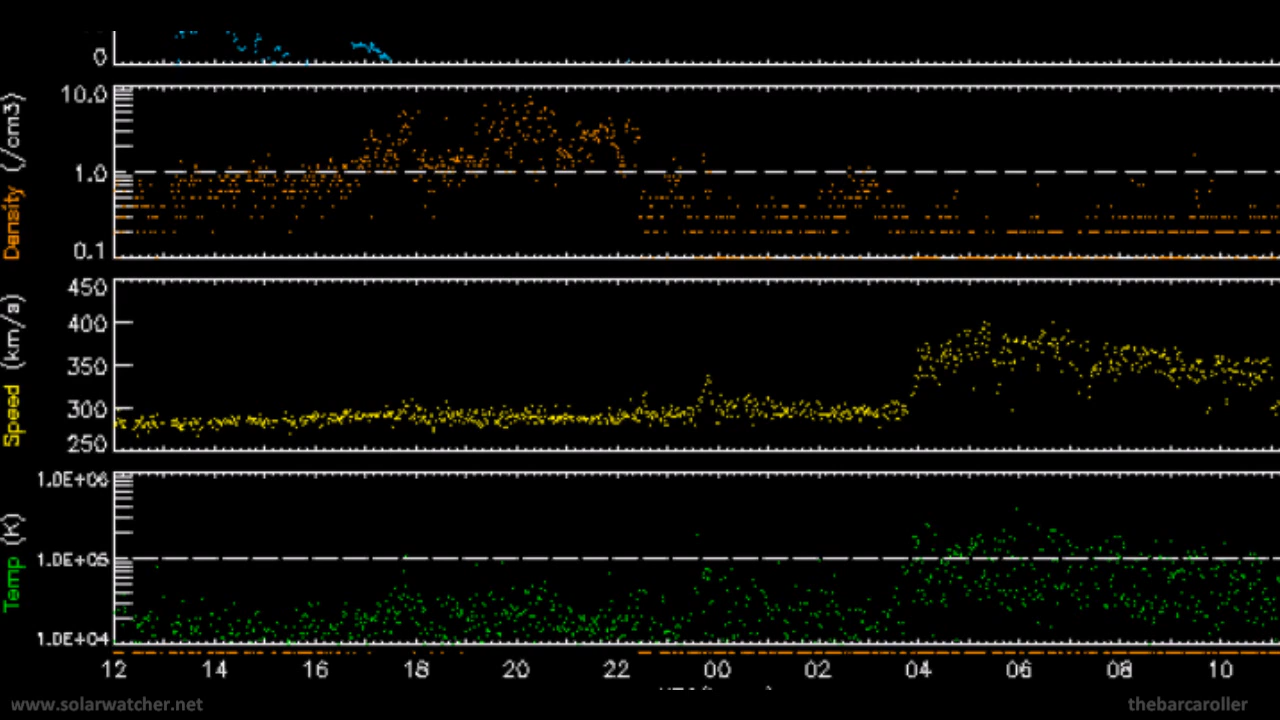 0
10.0
1.0
0.1
Density (/cm3)
450
400
350
300
250
Speed (km/s)
1.0E+06
1.0E+05
1.0E+04
Temp (K)
12 14 16 18 20 22 00 02 04 06 08 10
www.solarwatcher.net
thebarcaroller